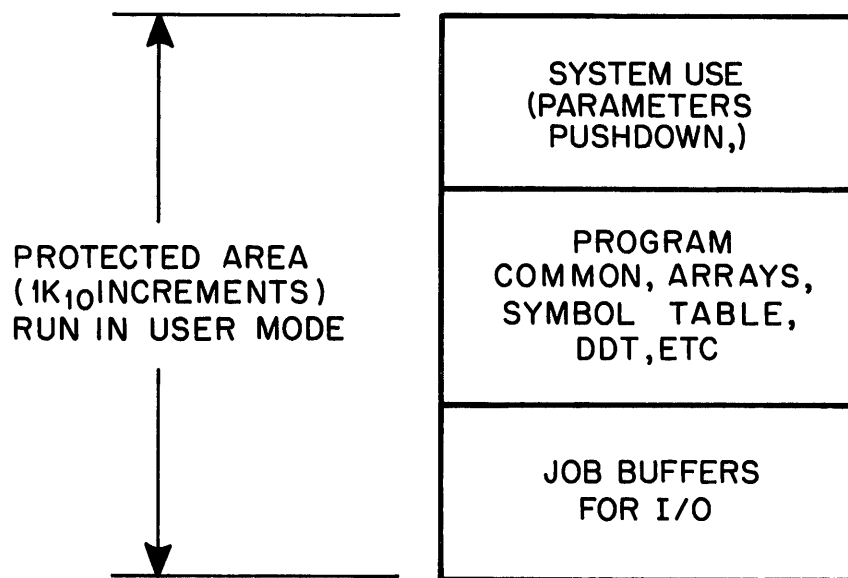 SYSTEM USE
(PARAMETERS
PUSHDOWN,)
PROTECTED AREA
(1K10 INCREMENTS)
RUN IN USER MODE
PROGRAM
COMMON, ARRAYS,
SYMBOL TABLE,
DDT, ETC
JOB BUFFERS
FOR I/O